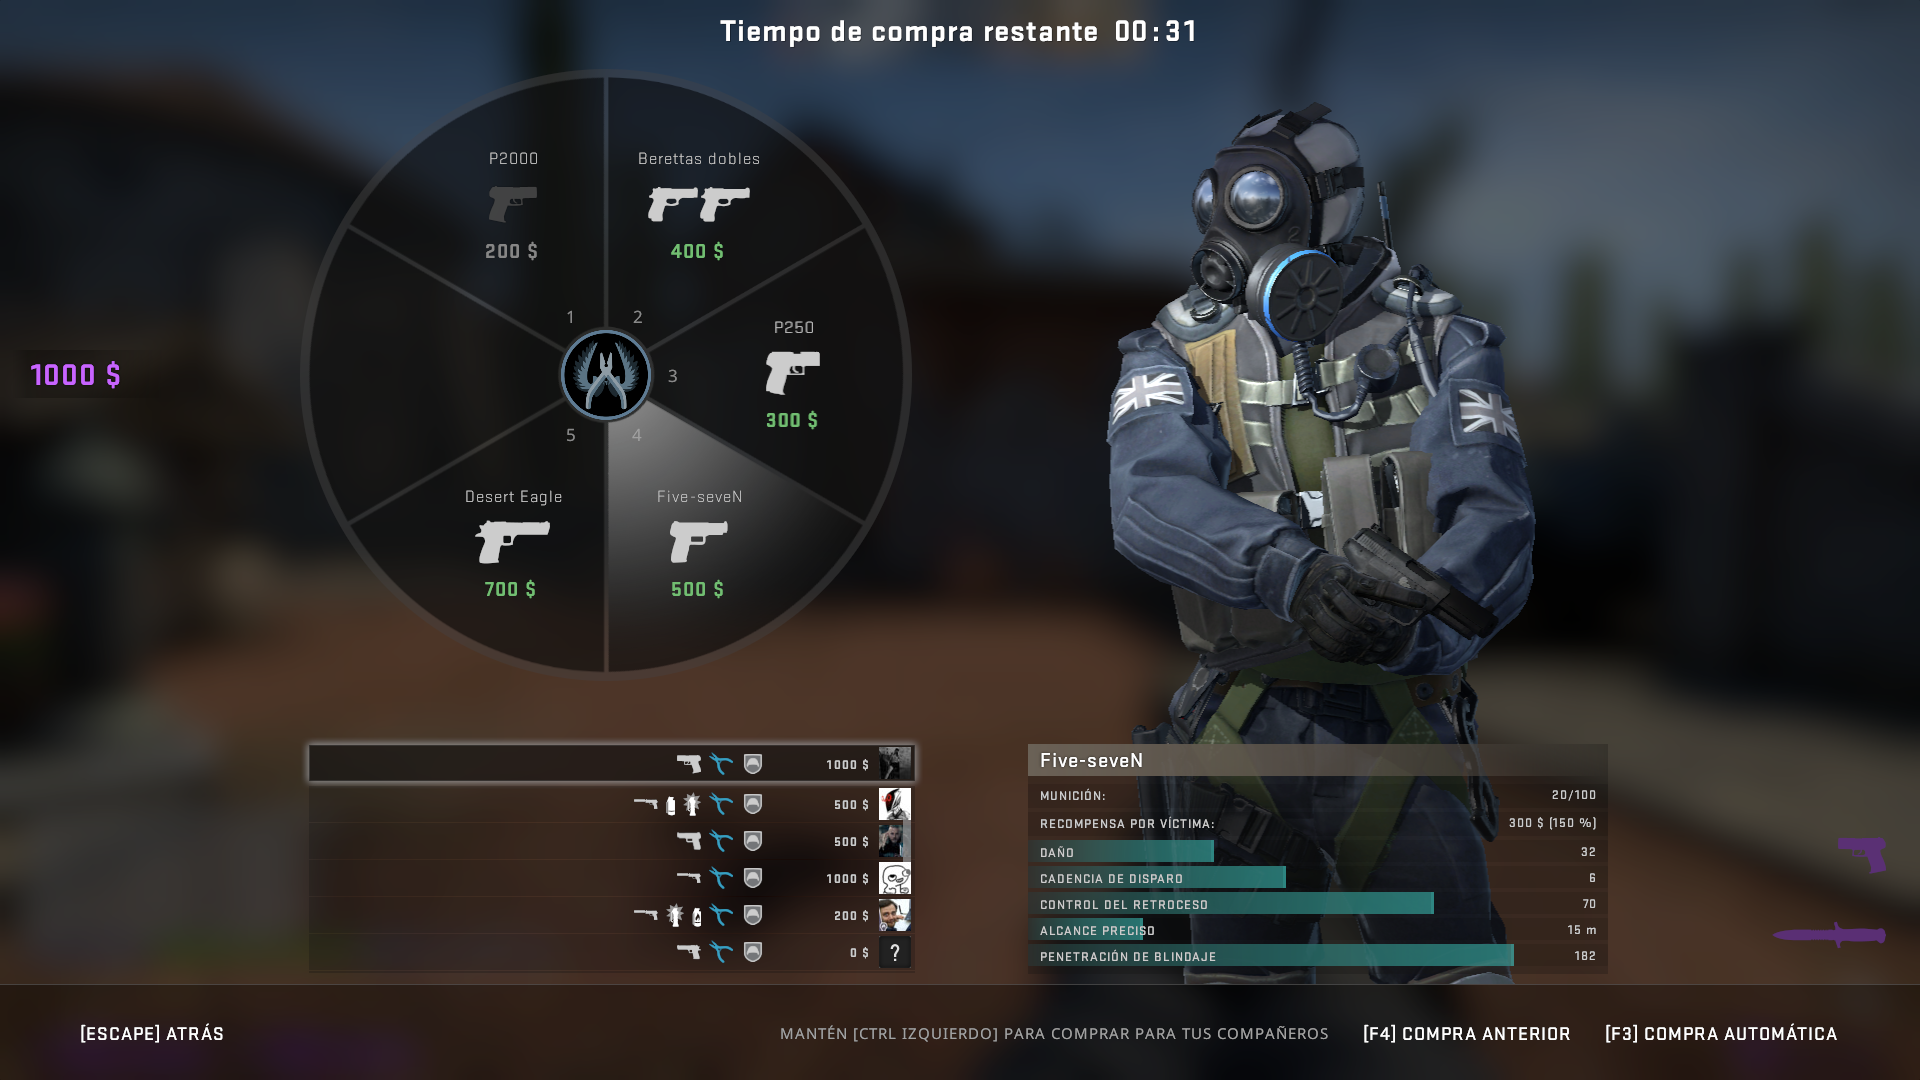 Tiempo de compra restante 00:31
P2000
200 $
Berettas dobles
400 $
1
2
P250
300 $
3
1000 $
5
4
Desert Eagle
700 $
Five-seveN
500 $
1000 $
500 $
500 $
1000 $
200 $
0 $
?
Five-seveN
MUNICIÓN: 20/100
RECOMPENSA POR VÍCTIMA: 300 $ (150 %)
DAÑO 32
CADENCIA DE DISPARO 6
CONTROL DEL RETROCESO 70
ALCANCE PRECISO 15 m
PENETRACIÓN DE BLINDAJE 182
[ESCAPE] ATRÁS
MANTÉN [CTRL IZQUIERDO] PARA COMPRAR PARA TUS COMPAÑEROS
[F4] COMPRA ANTERIOR
[F3] COMPRA AUTOMÁTICA